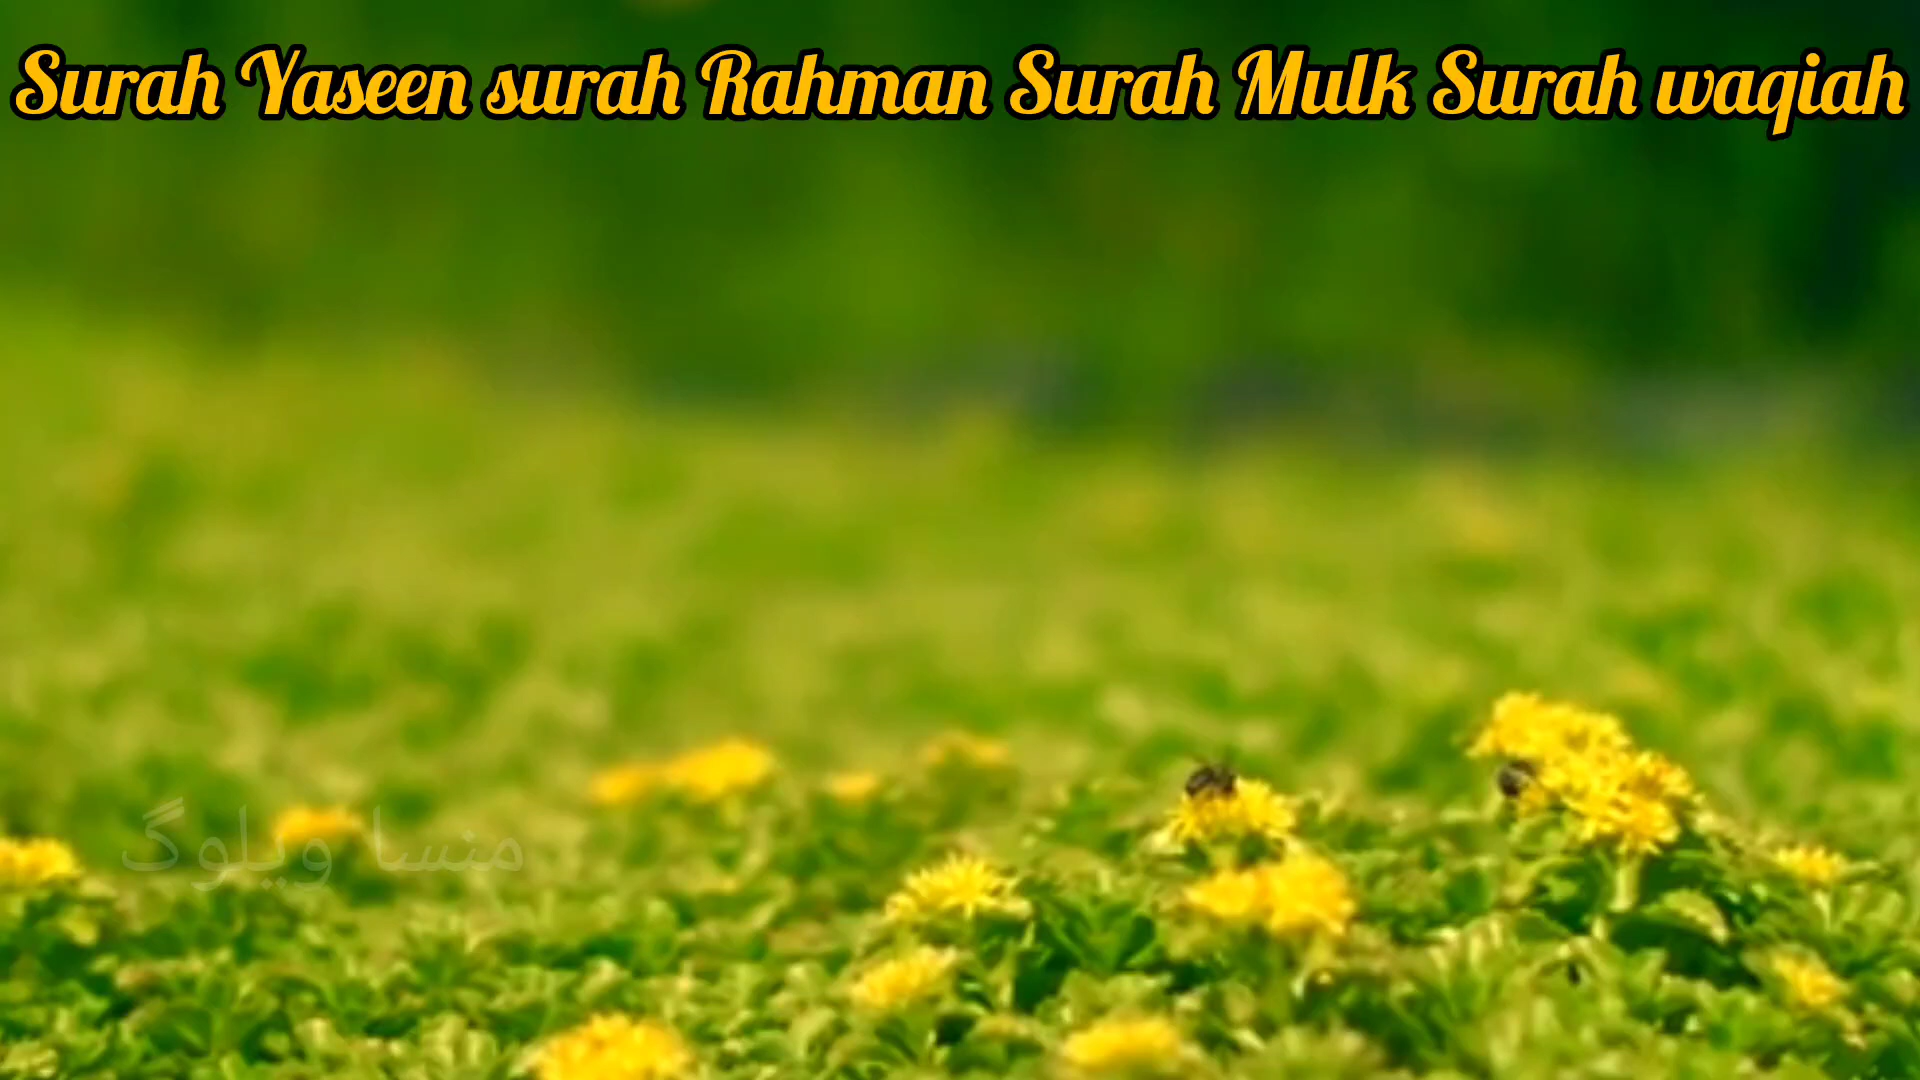 Surah Yaseen surah Rahman Surah Mulk Surah waqiah
منسا ویلوگ